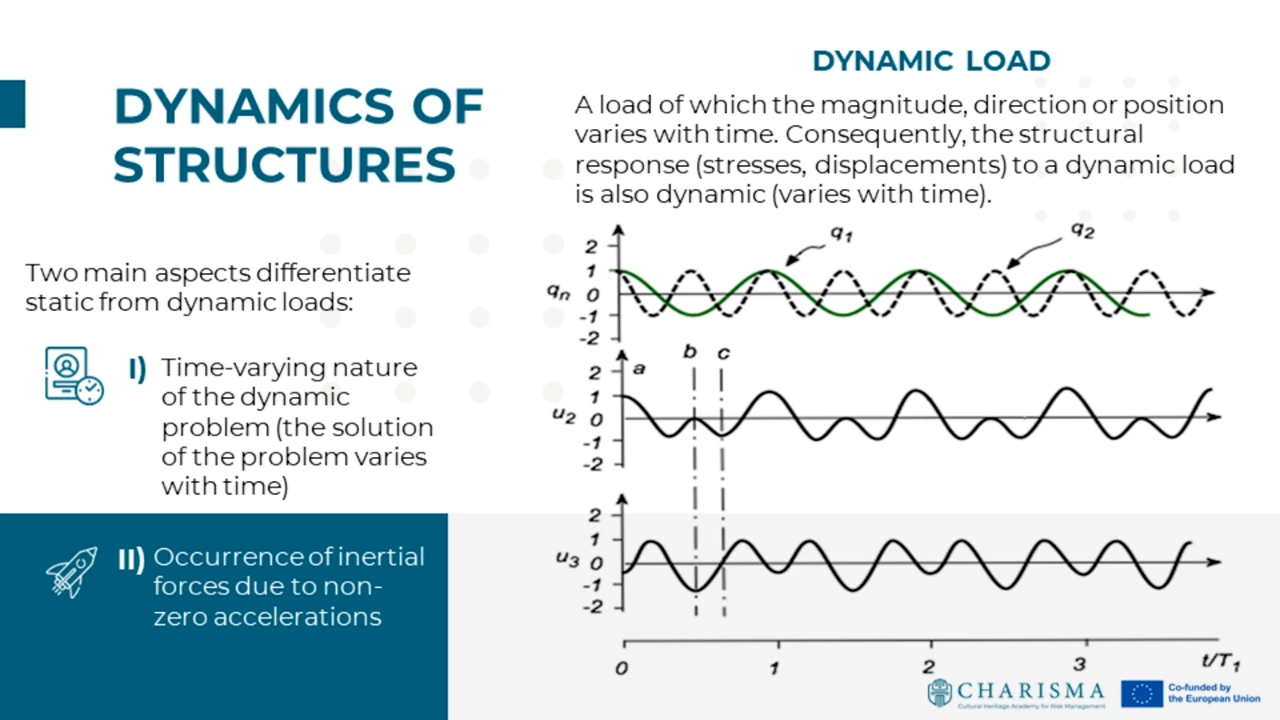 DYNAMICS OF
STRUCTURES
Two main aspects differentiate
static from dynamic loads:
I) Time-varying nature
of the dynamic
problem (the solution
of the problem varies
with time)
II) Occurrence of inertial
forces due to non-
zero accelerations
DYNAMIC LOAD
A load of which the magnitude, direction or position
varies with time. Consequently, the structural
response (stresses, displacements) to a dynamic load
is also dynamic (varies with time).
q1
q2
2
1
qn 0
-1
-2
b c
a
2
1
u2 0
-1
-2
2
1
u3 0
-1
-2
0 1 2 3 t/T1
CHARISMA
Cultural Heritage Academy for Risk Management
Co-funded by
the European Union